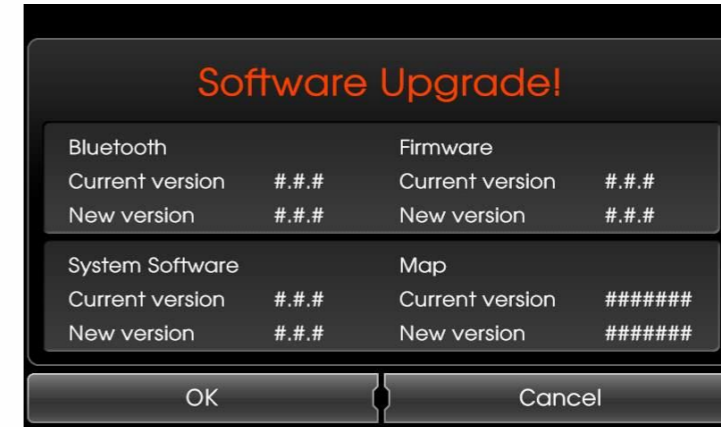 Software Upgrade!
Bluetooth
Current version #.#.#
New version #.#.#
Firmware
Current version #.#.#
New version #.#.#
System Software
Current version #.#.#
New version #.#.#
Map
Current version #######
New version #######
OK
Cancel